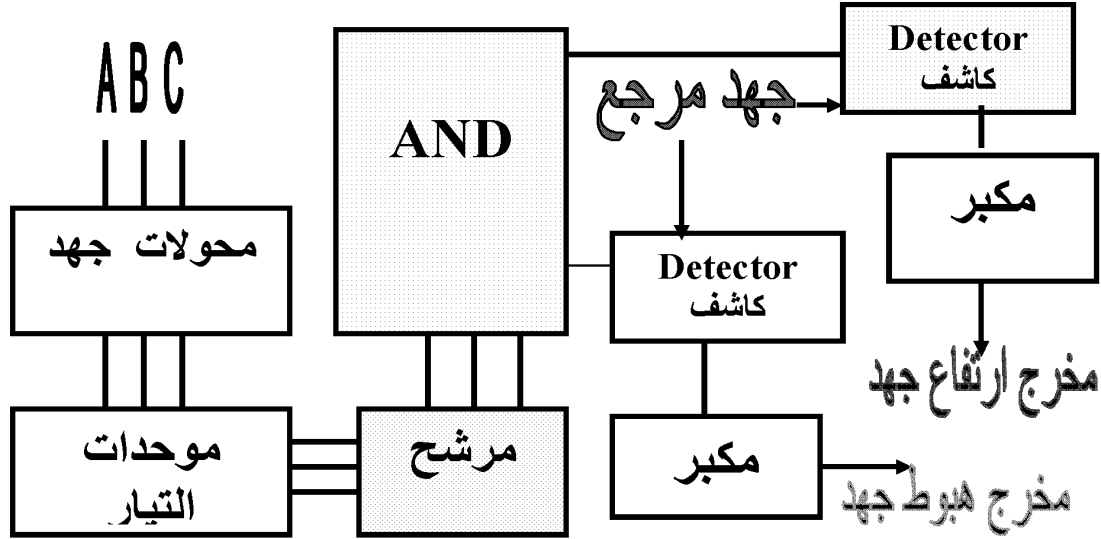 A B C
محولات جهد
موحدات
التيار
مرشح
AND
جهد مرجع
Detector
كاشف
مكبر
مخرج ارتفاع جهد
Detector
كاشف
مكبر
مخرج هبوط جهد